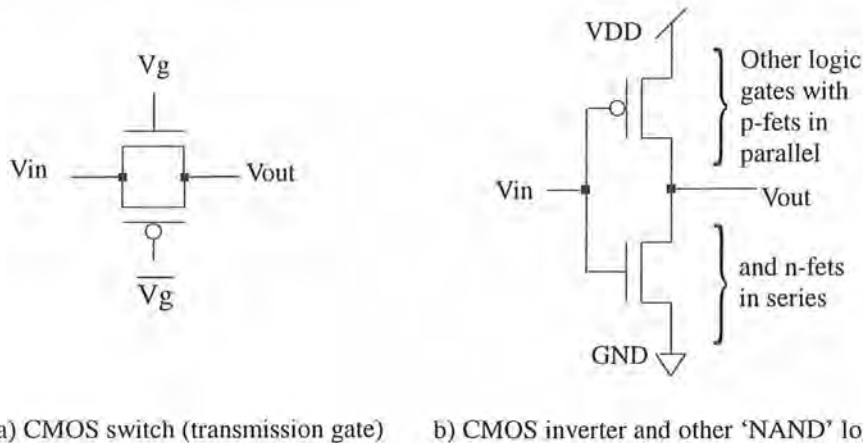 VDD
Vg
Other logic
gates with
p-fets in
parallel
Vin
Vout
Vin
Vout
Vg
and n-fets
in series
GND
a) CMOS switch (transmission gate)
b) CMOS inverter and other ‘NAND’ lo